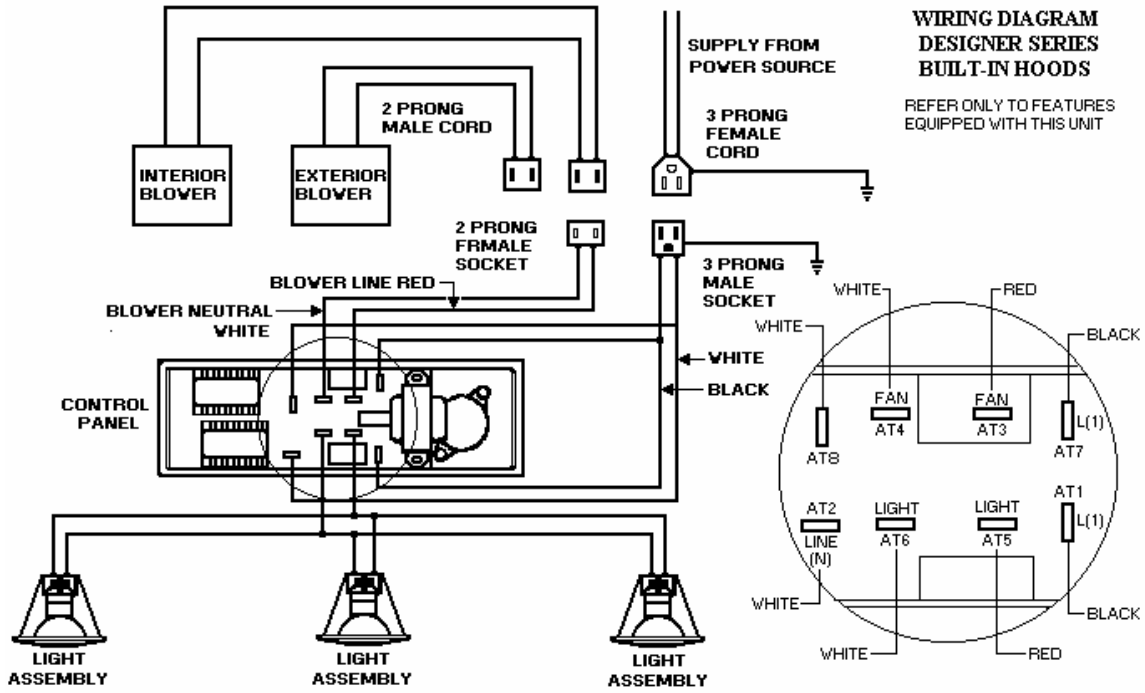 WIRING DIAGRAM
DESIGNER SERIES
BUILT-IN HOODS
REFER ONLY TO FEATURES
EQUIPPED WITH THIS UNIT
SUPPLY FROM
POWER SOURCE
2 PRONG
MALE CORD
3 PRONG
FEMALE
CORD
INTERIOR
BLOWER
EXTERIOR
BLOWER
2 PRONG
FRMALE
SOCKET
3 PRONG
MALE
SOCKET
BLOWER LINE RED
BLOWER NEUTRAL
WHITE
WHITE
BLACK
CONTROL
PANEL
LIGHT
ASSEMBLY
LIGHT
ASSEMBLY
LIGHT
ASSEMBLY
WHITE
RED
WHITE
BLACK
FAN
AT4
FAN
AT3
L(1)
AT8
AT7
AT2
LINE
(N)
LIGHT
AT6
LIGHT
AT5
AT1
L(1)
WHITE
BLACK
WHITE
RED